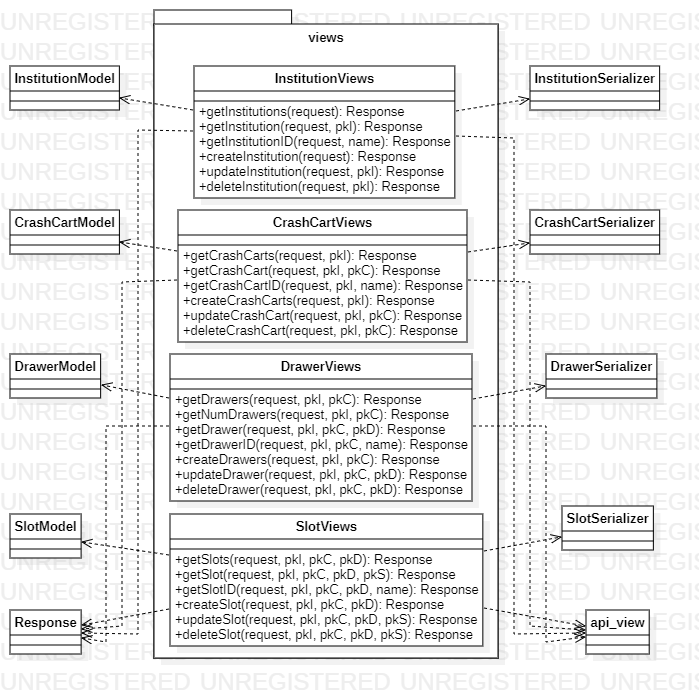 views
InstitutionModel
InstitutionViews
+getInstitutions(request): Response
+getInstitution(request, pkI): Response
+getInstitutionID(request, name): Response
+createInstitution(request): Response
+updateInstitution(request, pkI): Response
+deleteInstitution(request, pkI): Response
InstitutionSerializer
CrashCartModel
CrashCartViews
+getCrashCarts(request, pkI): Response
+getCrashCart(request, pkI, pkC): Response
+getCrashCartID(request, pkI, name): Response
+createCrashCarts(request, pkI): Response
+updateCrashCart(request, pkI, pkC): Response
+deleteCrashCart(request, pkI, pkC): Response
CrashCartSerializer
DrawerModel
DrawerViews
+getDrawers(request, pkI, pkC): Response
+getNumDrawers(request, pkI, pkC): Response
+getDrawer(request, pkI, pkC, pkD): Response
+getDrawerID(request, pkI, pkC, name): Response
+createDrawers(request, pkI, pkC): Response
+updateDrawer(request, pkI, pkC, pkD): Response
+deleteDrawer(request, pkI, pkC, pkD): Response
DrawerSerializer
SlotModel
SlotViews
+getSlots(request, pkI, pkC, pkD): Response
+getSlot(request, pkI, pkC, pkD, pkS): Response
+getSlotID(request, pkI, pkC, pkD, name): Response
+createSlot(request, pkI, pkC, pkD): Response
+updateSlot(request, pkI, pkC, pkD, pkS): Response
+deleteSlot(request, pkI, pkC, pkD, pkS): Response
SlotSerializer
Response
api_view
UNREGISTERED UNREGISTERED UNREGISTERED